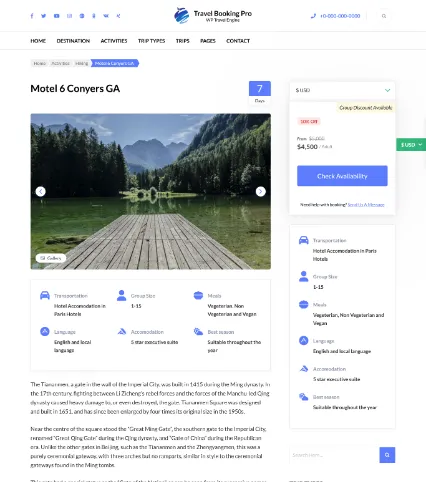 Travel Booking Pro
WP Travel Engine
+0-000-000-0000
HOME DESTINATION ACTIVITIES TRIP TYPES TRIPS PAGES CONTACT
Home Activities Hiking Motel 6 Conyers GA
Motel 6 Conyers GA
7
Days
Gallery
Transportation
Hotel Accomodation in
Paris Hotels
Group Size
1-15
Meals
Vegetarian, Non
Vegetarian and Vegan
Language
English and local
language
Accomodation
5 star executive suite
Best season
Suitable throughout the
year
The Tiananmen, a gate in the wall of the Imperial City, was built in 1415 during the Ming dynasty. In
the 17th century, fighting between Li Zicheng's rebel forces and the forces of the Manchu-led Qing
dynasty caused heavy damage to, or even destroyed, the gate. Tiananmen Square was designed
and built in 1651, and has since been enlarged by four times its original size in the 1950s.
Near the centre of the square stood the "Great Ming Gate", the southern gate to the Imperial City,
renamed "Great Qing Gate" during the Qing dynasty, and "Gate of China" during the Republican
era. Unlike the other gates in Beijing, such as the Zhengyangmen, this was a
purely ceremonial gateway, with three arches but no ramparts, similar in style to the ceremonial
gateways found in the Ming tombs.
$ USD
Group Discount Available
From
$4,500 / Adult
Check Availability
Need help with booking? Send Us A Message
$ USD
Transportation
Hotel Accomodation in Paris
Hotels
Group Size
1-15
Meals
Vegetarian, Non Vegetarian and
Vegan
Language
English and local language
Accomodation
5 star executive suite
Best season
Suitable throughout the year